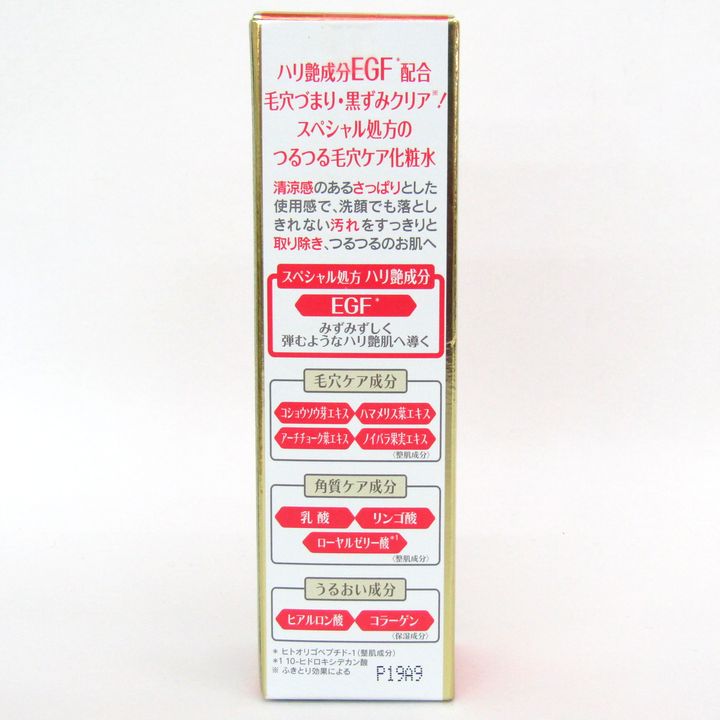 ハリ艶成分EGF*配合
毛穴づまり・黒ずみクリア※!
スペシャル処方の
つるつる毛穴ケア化粧水
清涼感のあるさっぱりとした
使用感で、洗顔でも落とし
きれない汚れをすっきりと
取り除き、つるつるのお肌へ
スペシャル処方 ハリ艶成分
EGF*
みずみずしく
弾むようなハリ艶肌へ導く
毛穴ケア成分
コショウソウ芽エキス ハマメリス葉エキス
アーチチョーク葉エキス ノイバラ果実エキス
(整肌成分)
角質ケア成分
乳酸 リンゴ酸
ローヤルゼリー酸*1
(整肌成分)
うるおい成分
ヒアルロン酸 コラーゲン
(保湿成分)
* ヒトオリゴペプチド-1(整肌成分)
*1 10-ヒドロキシデカン酸
※ ふきとり効果による
P19A9